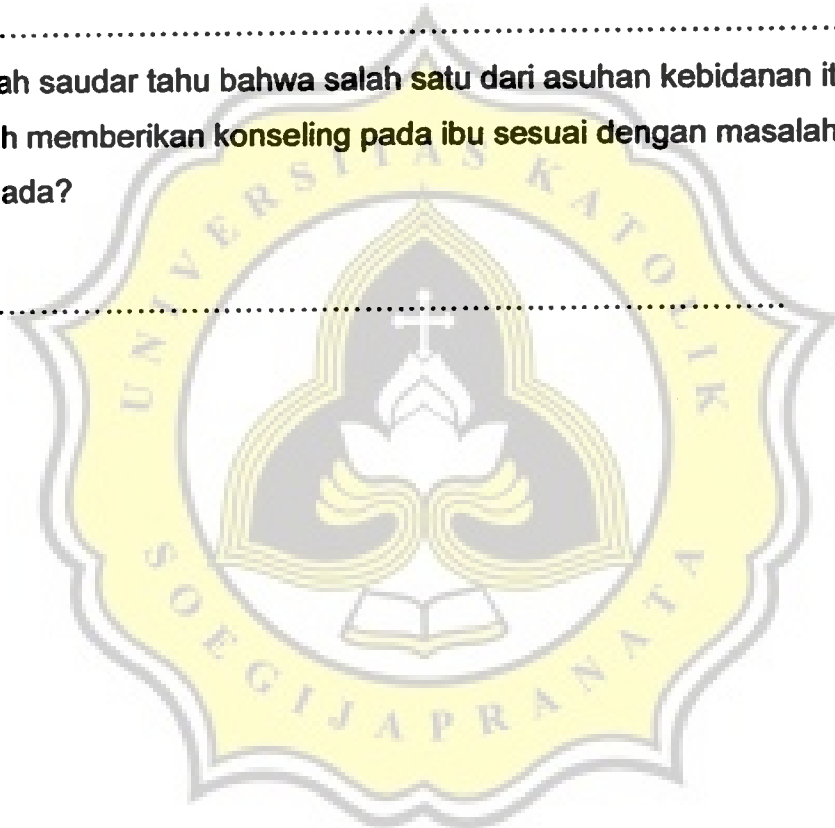 ah saudar tahu bahwa salah satu dari asuhan kebidanan it
h memberikan konseling pada ibu sesuai dengan masalah
ada?
UNIVERSITAS KATOLIK
SOEGIJAPRANATA